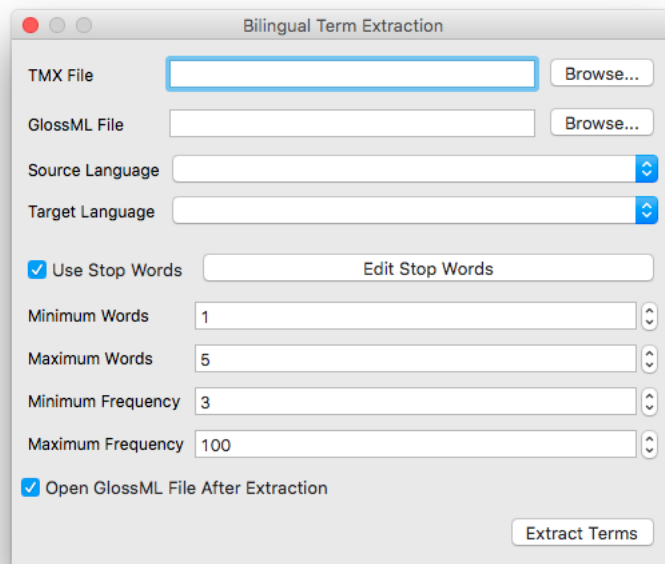 Bilingual Term Extraction
TMX File Browse...
GlossML File Browse...
Source Language
Target Language
Use Stop Words Edit Stop Words
Minimum Words 1
Maximum Words 5
Minimum Frequency 3
Maximum Frequency 100
Open GlossML File After Extraction
Extract Terms